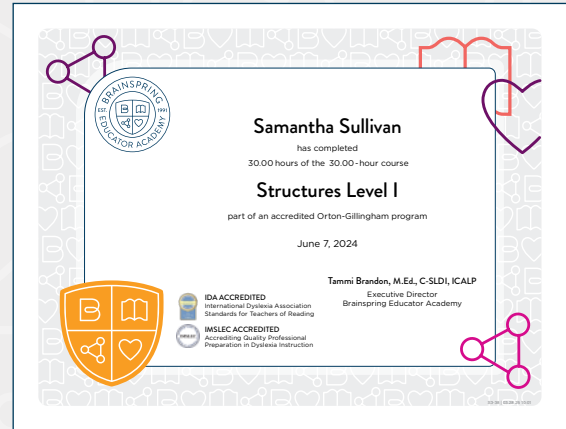 BRAINSPRING
EST. 1991
EDUCATOR ACADEMY
Samantha Sullivan
has completed
30.00 hours of the 30.00-hour course
Structures Level I
part of an accredited Orton-Gillingham program
June 7, 2024
Tammi Brandon, M.Ed., C-SLDI, ICALP
Executive Director
Brainspring Educator Academy
IDA ACCREDITED
International Dyslexia Association
Standards for Teachers of Reading
IMSLEC ACCREDITED
Accrediting Quality Professional
Preparation in Dyslexia Instruction